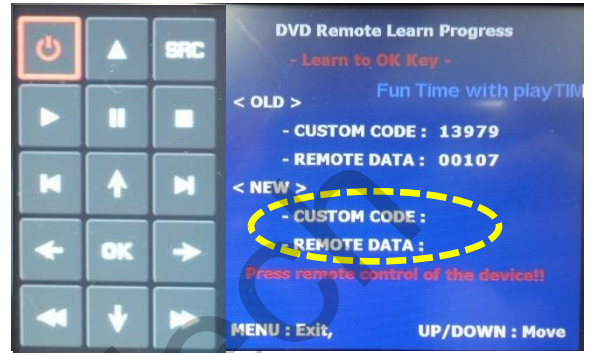 SRC
OK
DVD Remote Learn Progress
- Learn to OK Key -
Fun Time with playTIM
< OLD >
- CUSTOM CODE : 13979
- REMOTE DATA : 00107
< NEW >
- CUSTOM CODE :
- REMOTE DATA :
Press remote control of the device!!
MENU : Exit, UP/DOWN : Move